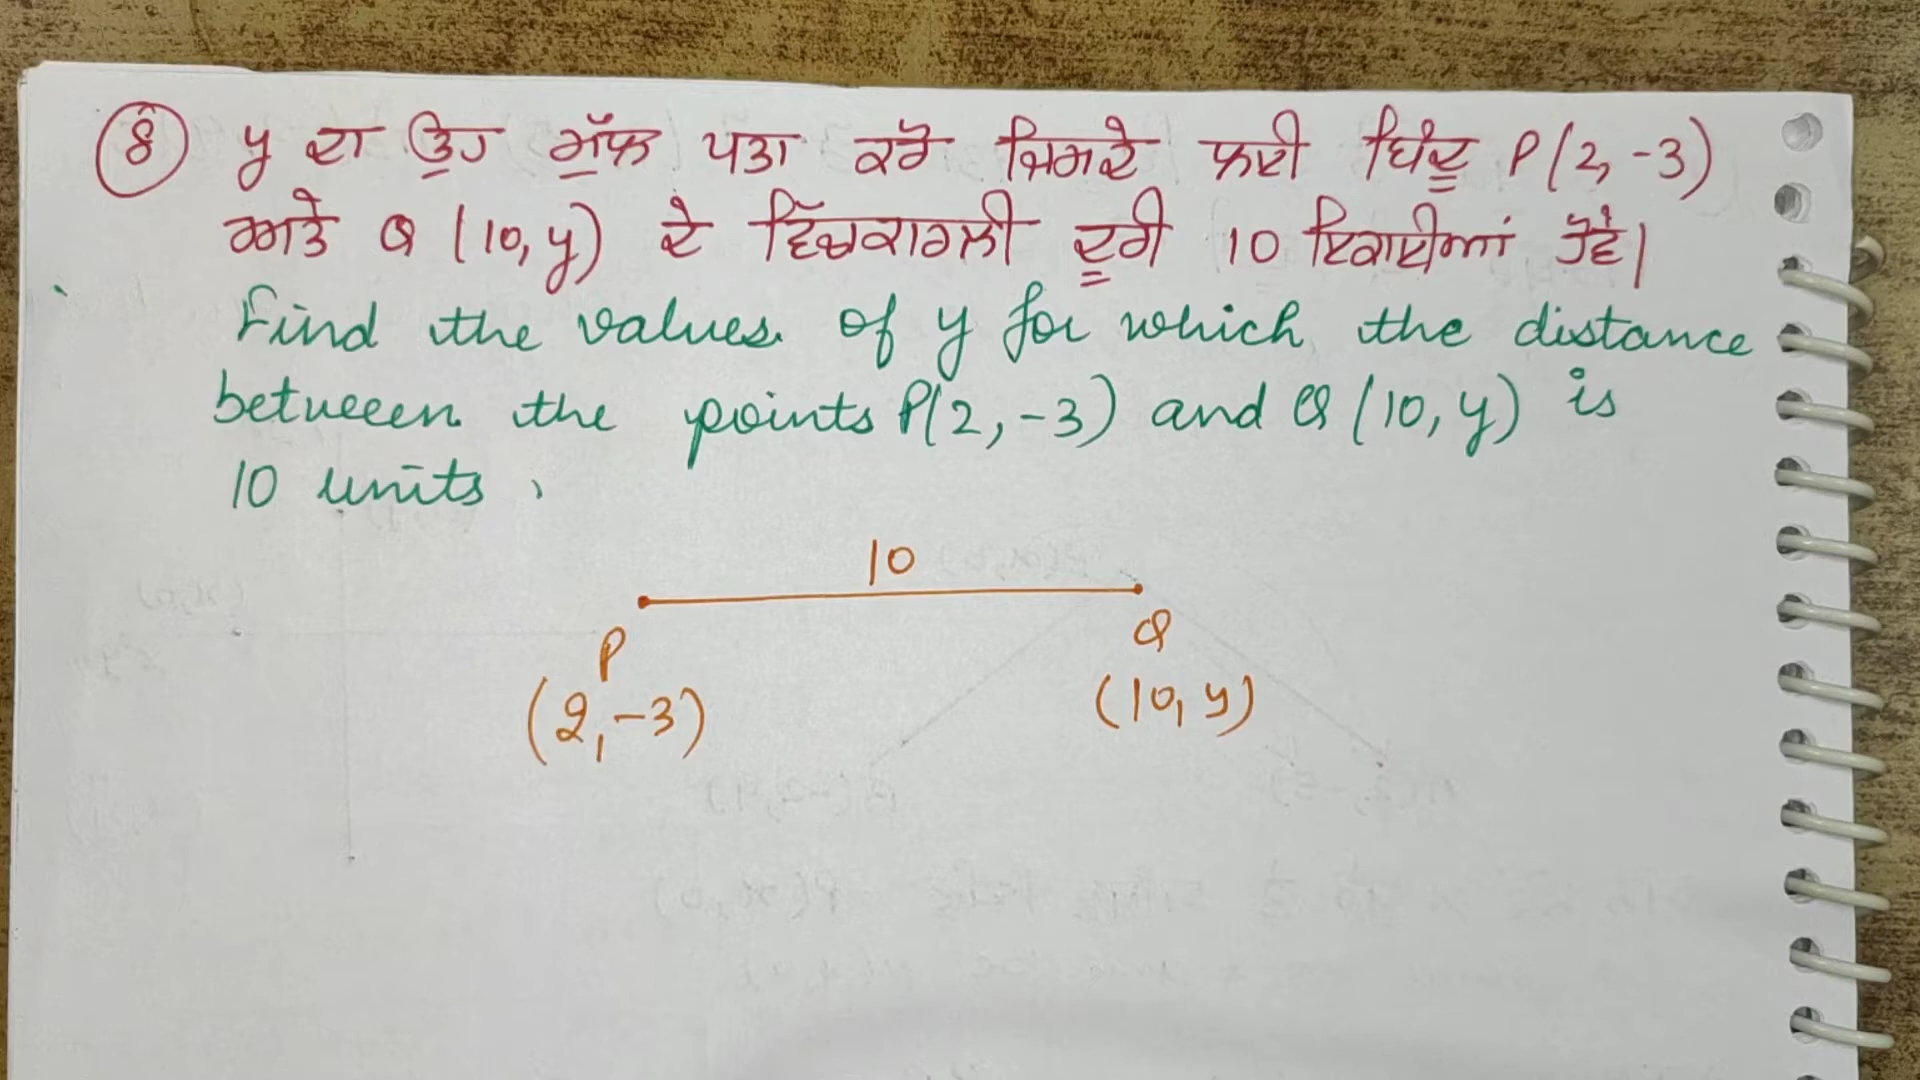 8 y ਦਾ ਉਹ ਮੁੱਲ ਪਤਾ ਕਰੋ ਜਿਸਦੇ ਲਈ ਬਿੰਦੂ P(2, -3)
ਅਤੇ Q (10, y) ਦੇ ਵਿੱਚਕਾਰਲੀ ਦੂਰੀ 10 ਇਕਾਈਆਂ ਹੋਵੇ।
Find the values of y for which the distance
between the points P(2, -3) and Q (10, y) is
10 units.
10
P Q
(2, -3) (10, y)